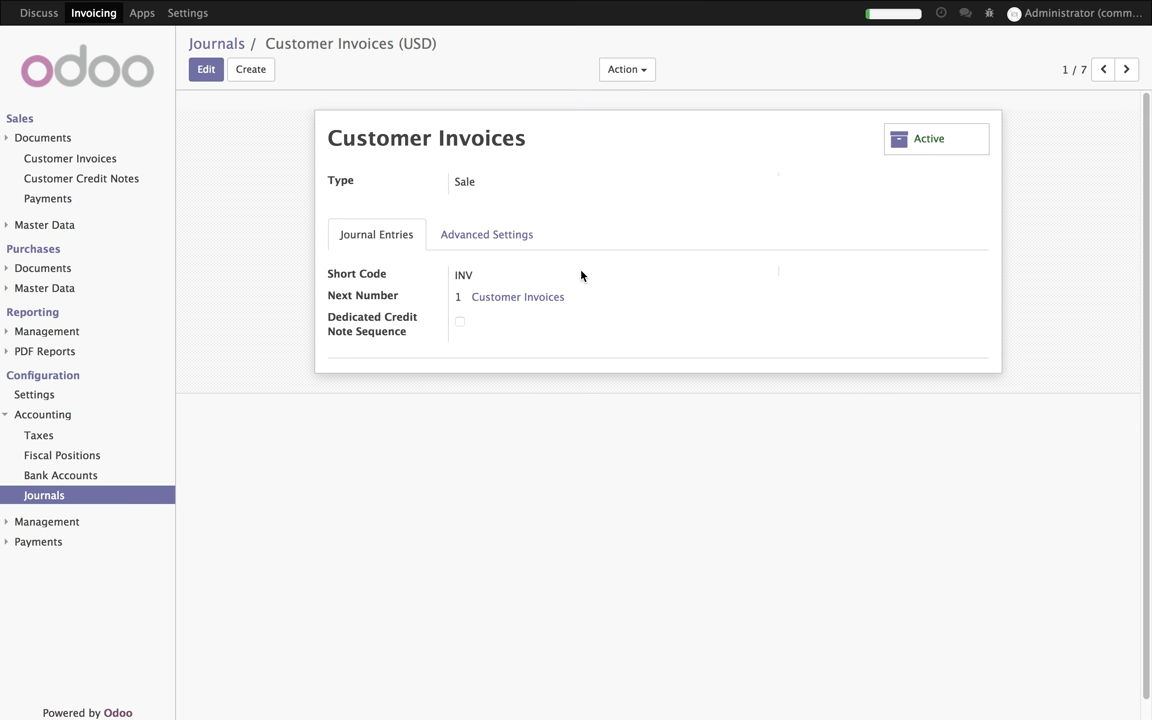 Discuss Invoicing Apps Settings Administrator (comm...
odoo
Journals / Customer Invoices (USD)
Edit Create Action 1 / 7
Sales
Documents
Customer Invoices
Customer Credit Notes
Payments
Master Data
Purchases
Documents
Master Data
Reporting
Management
PDF Reports
Configuration
Settings
Accounting
Taxes
Fiscal Positions
Bank Accounts
Journals
Management
Payments
Powered by Odoo
Customer Invoices
Active
Type Sale
Journal Entries Advanced Settings
Short Code INV
Next Number 1 Customer Invoices
Dedicated Credit
Note Sequence